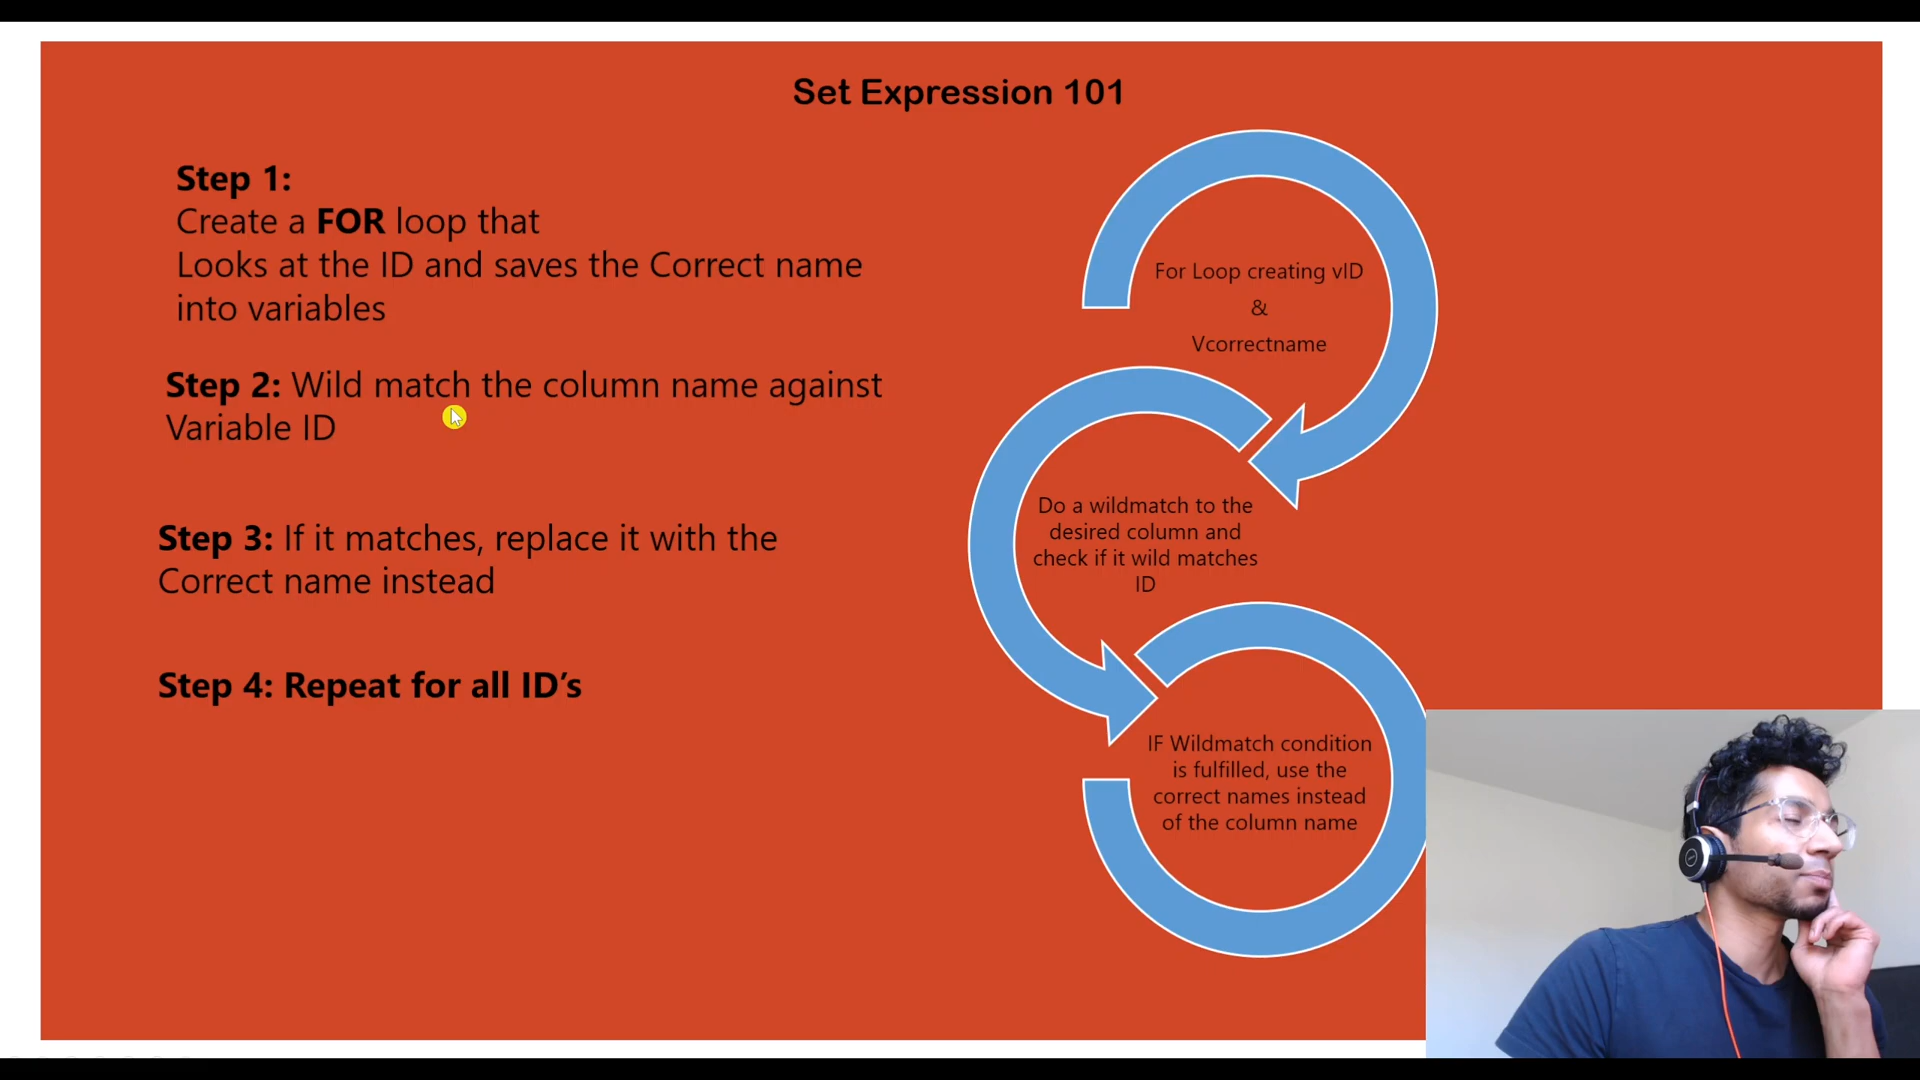 Set Expression 101
Step 1:
Create a FOR loop that
Looks at the ID and saves the Correct name
into variables
Step 2: Wild match the column name against
Variable ID
Step 3: If it matches, replace it with the
Correct name instead
Step 4: Repeat for all ID’s
For Loop creating vID
&
Vcorrectname
Do a wildmatch to the
desired column and
check if it wild matches
ID
IF Wildmatch condition
is fulfilled, use the
correct names instead
of the column name